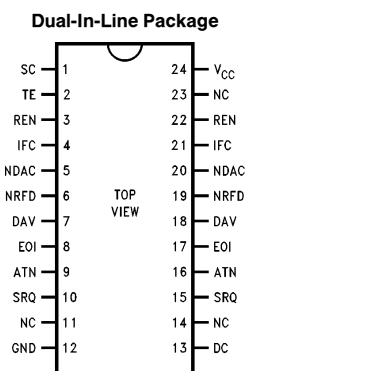 Dual-In-Line Package
SC 1 24 VCC
TE 2 23 NC
REN 3 22 REN
IFC 4 21 IFC
NDAC 5 20 NDAC
NRFD 6 TOP 19 NRFD
VIEW
DAV 7 18 DAV
EOI 8 17 EOI
ATN 9 16 ATN
SRQ 10 15 SRQ
NC 11 14 NC
GND 12 13 DC